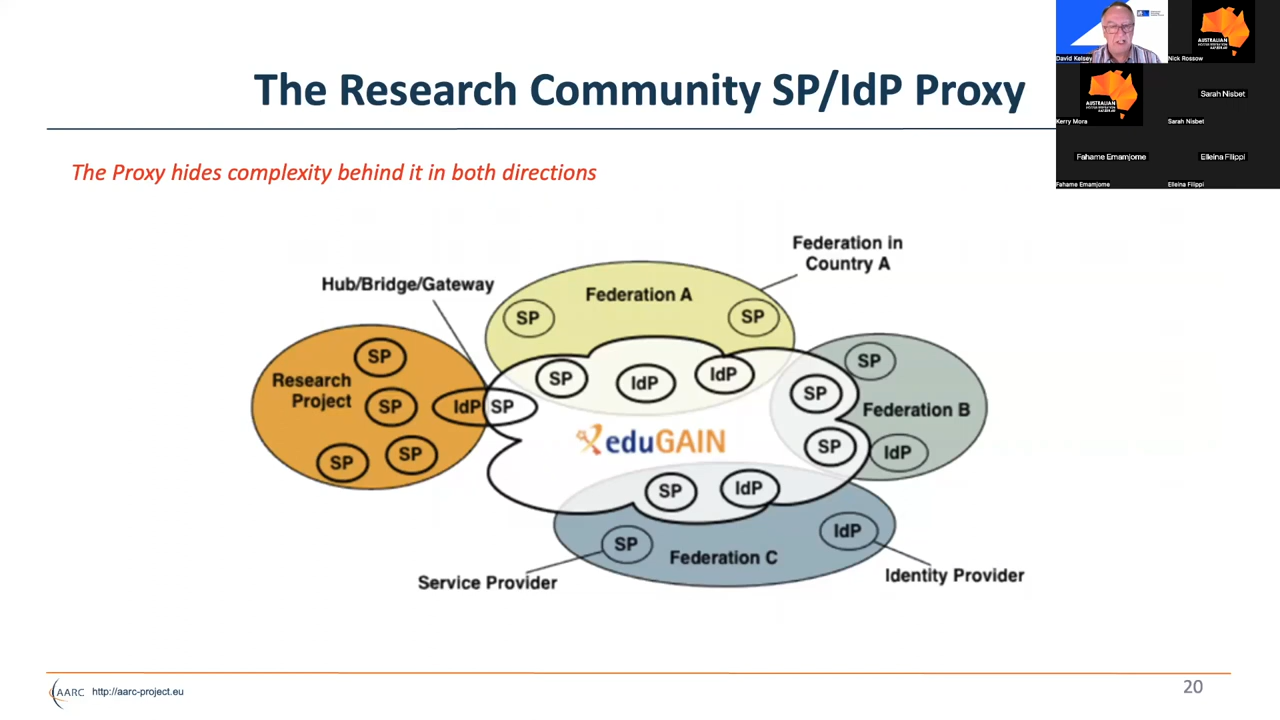 The Research Community SP/IdP Proxy
The Proxy hides complexity behind it in both directions
Federation in
Country A
Hub/Bridge/Gateway
Federation A
SP
SP
SP
Research
Project
SP
SP
SP
IdP
SP
SP
IdP
IdP
eduGAIN
SP
SP
SP
Federation B
IdP
SP
IdP
SP
Federation C
IdP
Service Provider
Identity Provider
AARC
http://aarc-project.eu
20
David Kelsey
AUSTRALIAN
Nick Rossow
AUSTRALIAN
Kerry Mora
Sarah Nisbet
Sarah Nisbet
Fahame Emamjome
Fahame Emamjome
Elleina Filippi
Elleina Filippi